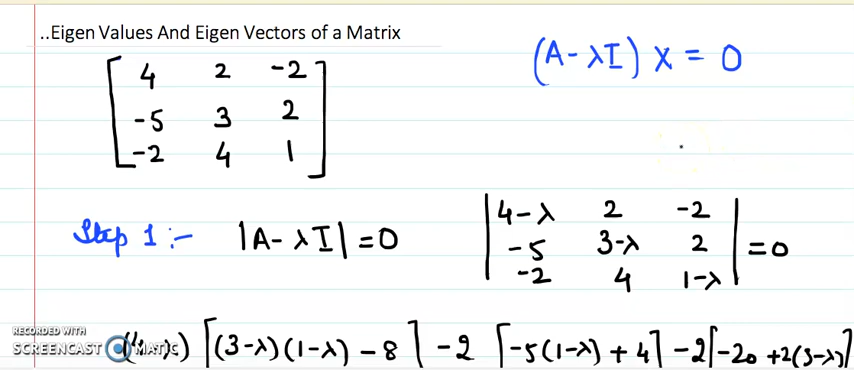 ..Eigen Values And Eigen Vectors of a Matrix
(A-λI) X = 0
4 2 -2
-5 3 2
-2 4 1
Step 1:- |A-λI|=0
4-λ 2 -2
-5 3-λ 2 =0
-2 4 1-λ
RECORDED WITH
SCREENCAST MATIC
λ) [(3-λ)(1-λ) - 8] -2 [-5(1-λ) + 4] -2[-20 +2(3-λ)]